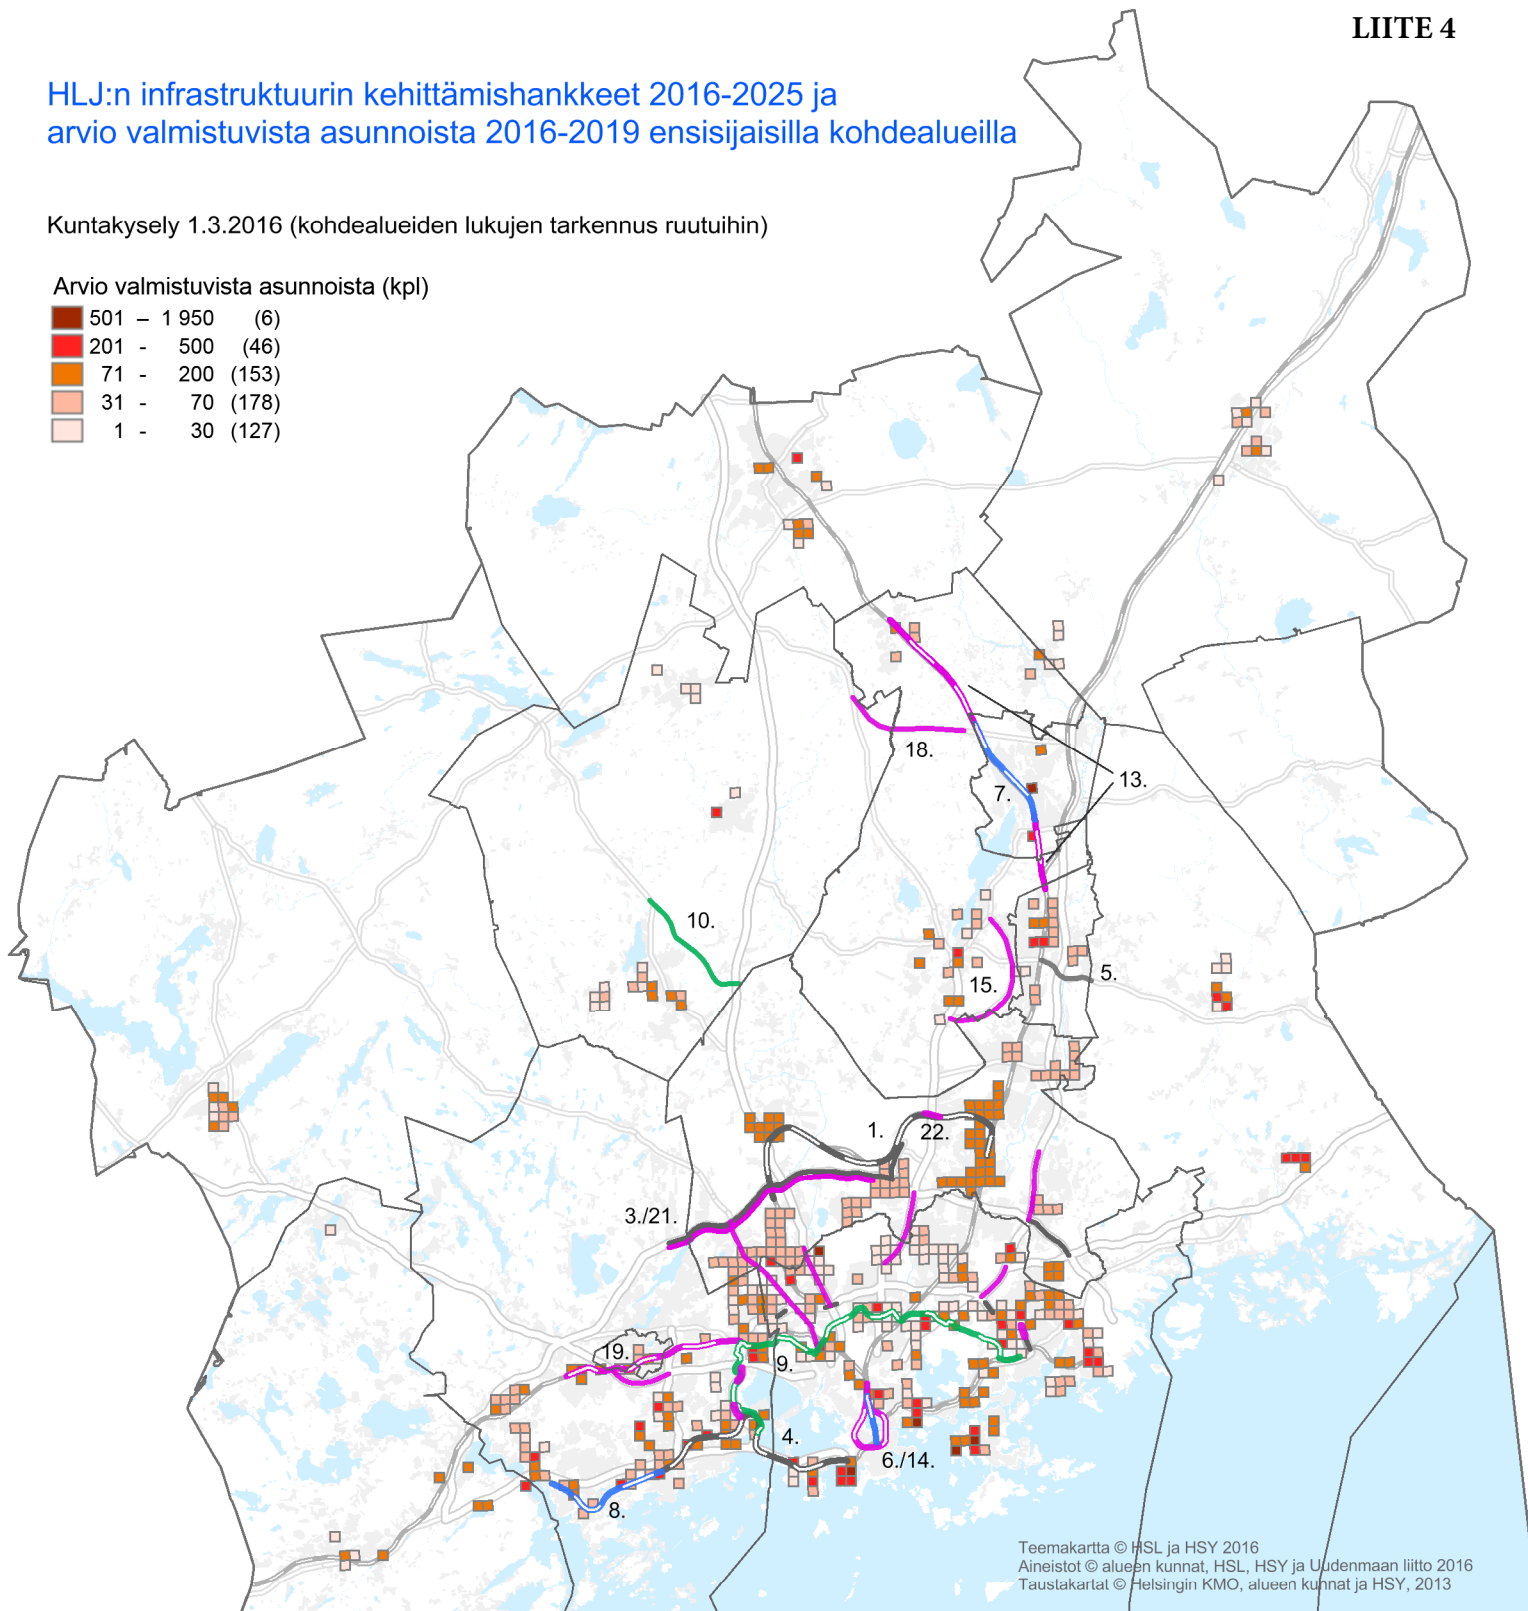 LIITE 4
HLJ:n infrastruktuurin kehittämishankkeet 2016-2025 ja
arvio valmistuvista asunnoista 2016-2019 ensisijaisilla kohdealueilla
Kuntakysely 1.3.2016 (kohdealueiden lukujen tarkennus ruutuihin)
Arvio valmistuvista asunnoista (kpl)
501 – 1 950 (6)
201 - 500 (46)
71 - 200 (153)
31 - 70 (178)
1 - 30 (127)
18.
13.
7.
10.
5.
15.
1.
22.
3./21.
19.
9.
4.
6./14.
8.
Teemakartta © HSL ja HSY 2016
Aineistot © alueen kunnat, HSL, HSY ja Uudenmaan liitto 2016
Taustakartat © Helsingin KMO, alueen kunnat ja HSY, 2013